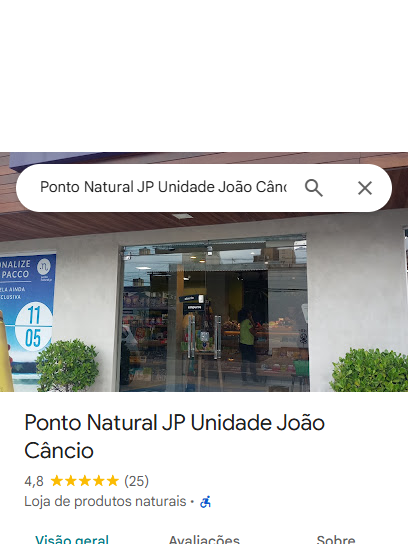 Ponto Natural JP Unidade João Cânc
ONALIZE
PACCO
ELA AINDA
CLUSIVA
11
05
Ponto Natural JP Unidade João
Câncio
4,8 ★★★★★ (25)
Loja de produtos naturais ·
Visão geral
Avaliações
Sobre